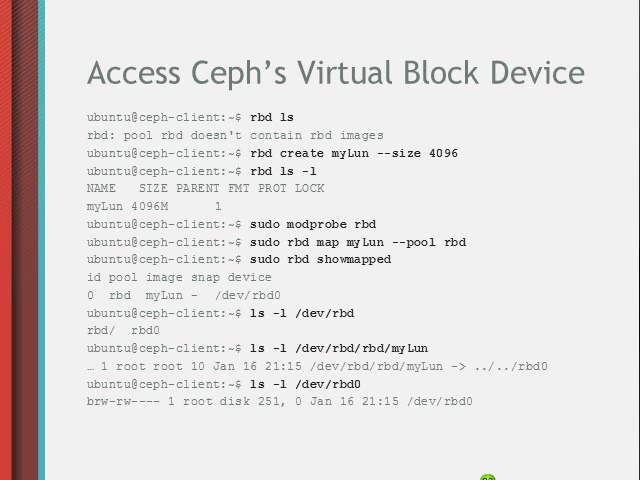 Access Ceph’s Virtual Block Device
ubuntu@ceph-client:~$ rbd ls
rbd: pool rbd doesn't contain rbd images
ubuntu@ceph-client:~$ rbd create myLun --size 4096
ubuntu@ceph-client:~$ rbd ls -l
NAME   SIZE PARENT FMT PROT LOCK
myLun 4096M      1
ubuntu@ceph-client:~$ sudo modprobe rbd
ubuntu@ceph-client:~$ sudo rbd map myLun --pool rbd
ubuntu@ceph-client:~$ sudo rbd showmapped
id pool image snap device
0  rbd  myLun -  /dev/rbd0
ubuntu@ceph-client:~$ ls -l /dev/rbd
rbd/  rbd0
ubuntu@ceph-client:~$ ls -l /dev/rbd/rbd/myLun
… 1 root root 10 Jan 16 21:15 /dev/rbd/rbd/myLun -> ../../rbd0
ubuntu@ceph-client:~$ ls -l /dev/rbd0
brw-rw---- 1 root disk 251, 0 Jan 16 21:15 /dev/rbd0